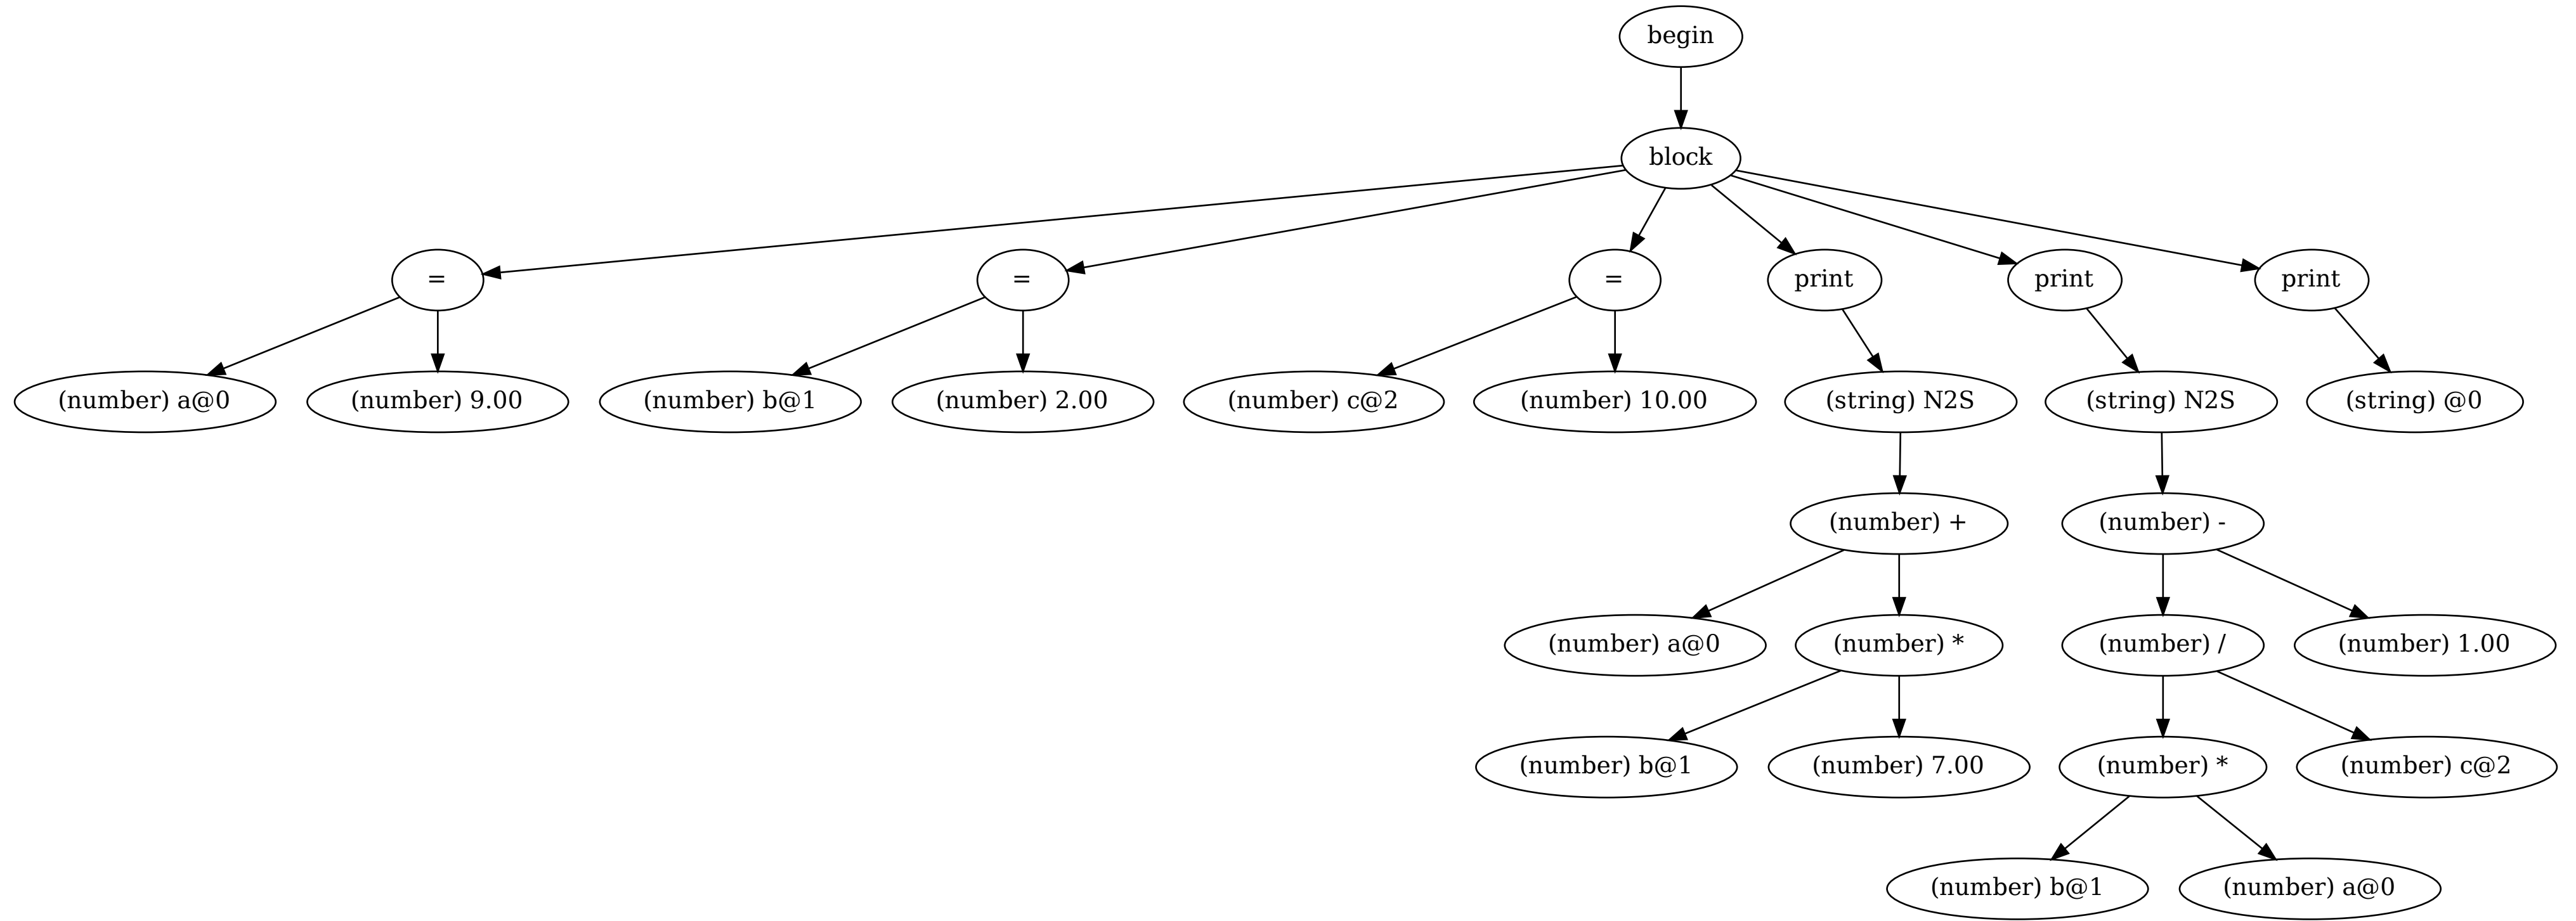 begin
block
=
=
=
print
print
print
(number) a@0
(number) 9.00
(number) b@1
(number) 2.00
(number) c@2
(number) 10.00
(string) N2S
(string) N2S
(string) @0
(number) +
(number) -
(number) a@0
(number) *
(number) /
(number) 1.00
(number) b@1
(number) 7.00
(number) *
(number) c@2
(number) b@1
(number) a@0